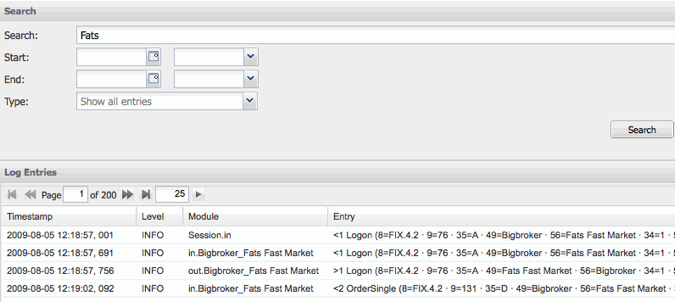 Search
Search: Fats
Start:
End:
Type: Show all entries
Search
Log Entries
Page 1 of 200 25
Timestamp Level Module Entry
2009-08-05 12:18:57, 001 INFO Session.in <1 Logon (8=FIX.4.2 · 9=76 · 35=A · 49=Bigbroker · 56=Fats Fast Market · 34=1 ·
2009-08-05 12:18:57, 691 INFO in.Bigbroker_Fats Fast Market <1 Logon (8=FIX.4.2 · 9=76 · 35=A · 49=Bigbroker · 56=Fats Fast Market · 34=1 ·
2009-08-05 12:18:57, 756 INFO out.Bigbroker_Fats Fast Market >1 Logon (8=FIX.4.2 · 9=76 · 35=A · 49=Fats Fast Market · 56=Bigbroker · 34=1 ·
2009-08-05 12:19:02, 092 INFO in.Bigbroker_Fats Fast Market <2 OrderSingle (8=FIX.4.2 · 9=131 · 35=D · 49=Bigbroker · 56=Fats Fast Market ·